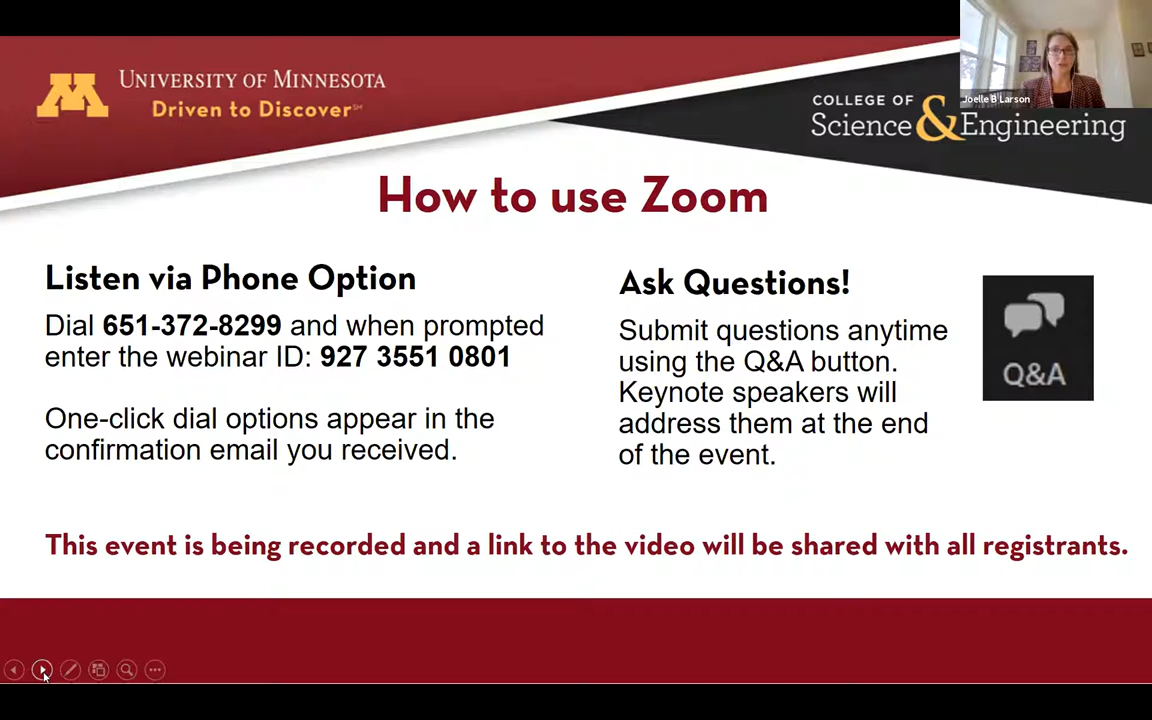 M
UNIVERSITY OF MINNESOTA
Driven to Discover℠
COLLEGE OF
Science & Engineering
Joelle B Larson
How to use Zoom
Listen via Phone Option
Dial 651-372-8299 and when prompted
enter the webinar ID: 927 3551 0801
One-click dial options appear in the
confirmation email you received.
Ask Questions!
Submit questions anytime
using the Q&A button.
Keynote speakers will
address them at the end
of the event.
Q&A
This event is being recorded and a link to the video will be shared with all registrants.